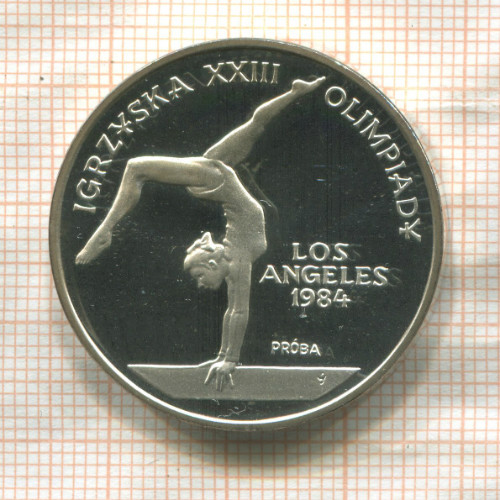 IGRZYSKA XXIII OLIMPIADY
LOS
ANGELES
1984
PRÓBA